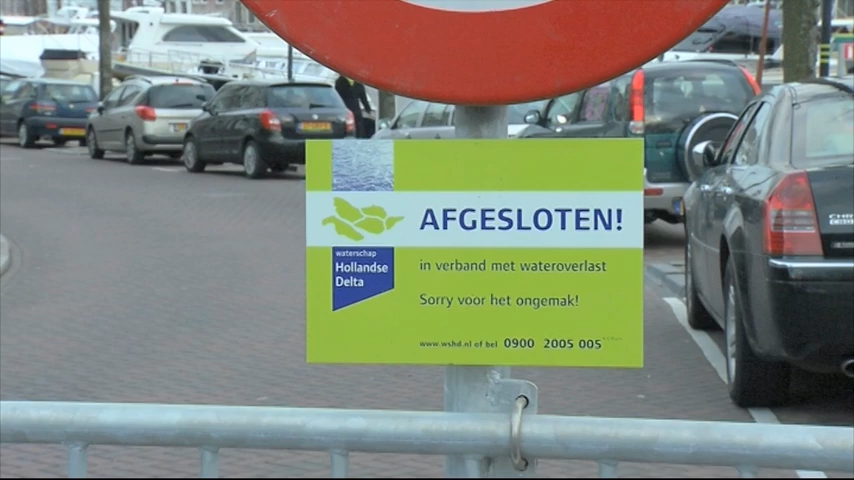 AFGESLOTEN!
waterschap
Hollandse
Delta
in verband met wateroverlast
Sorry voor het ongemak!
www.wshd.nl of bel 0900 2005 005